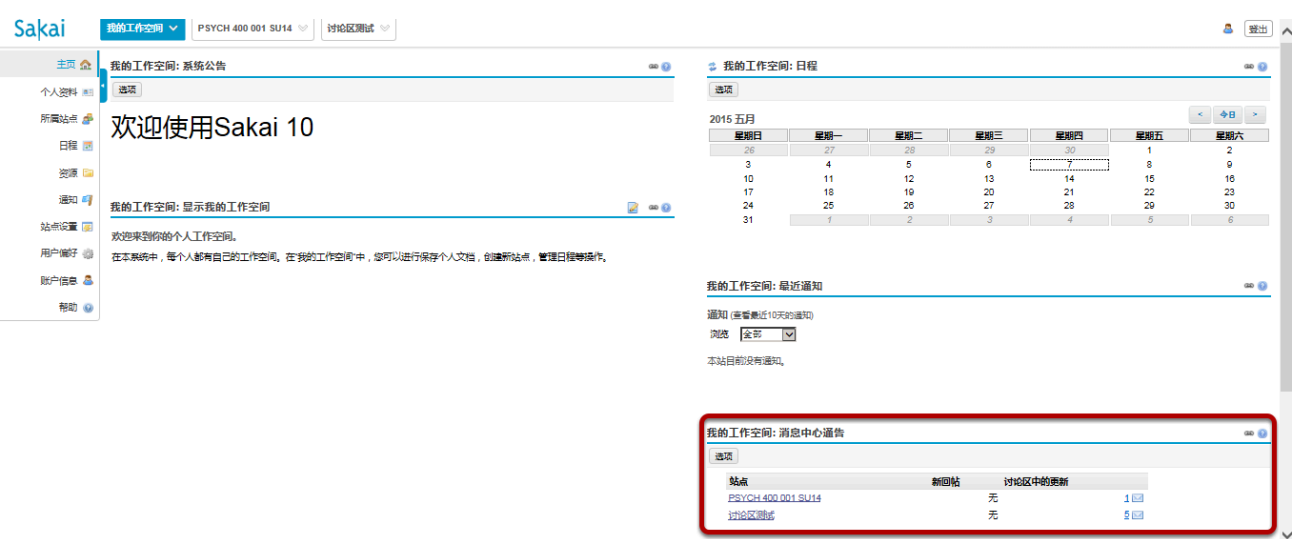 Sakai
我的工作空间
PSYCH 400 001 SU14
讨论区测试
登出
主页
个人资料
所属站点
日程
资源
通知
站点设置
用户偏好
账户信息
帮助
我的工作空间: 系统公告
选项
欢迎使用Sakai 10
我的工作空间: 显示我的工作空间
欢迎来到你的个人工作空间。
在本系统中，每个人都有自己的工作空间。在“我的工作空间”中，您可以进行保存个人文档，创建新站点，管理日程等操作。
我的工作空间: 日程
选项
2015 五月
< 今日 >
星期日 星期一 星期二 星期三 星期四 星期五 星期六
26 27 28 29 30 1 2
3 4 5 6 7 8 9
10 11 12 13 14 15 16
17 18 19 20 21 22 23
24 25 26 27 28 29 30
31 1 2 3 4 5 6
我的工作空间: 最近通知
通知 (查看最近10天的通知)
浏览 全部
本站目前没有通知。
我的工作空间: 消息中心通告
选项
站点 新回帖 讨论区中的更新
PSYCH 400 001 SU14 无 1
讨论区测试 无 5